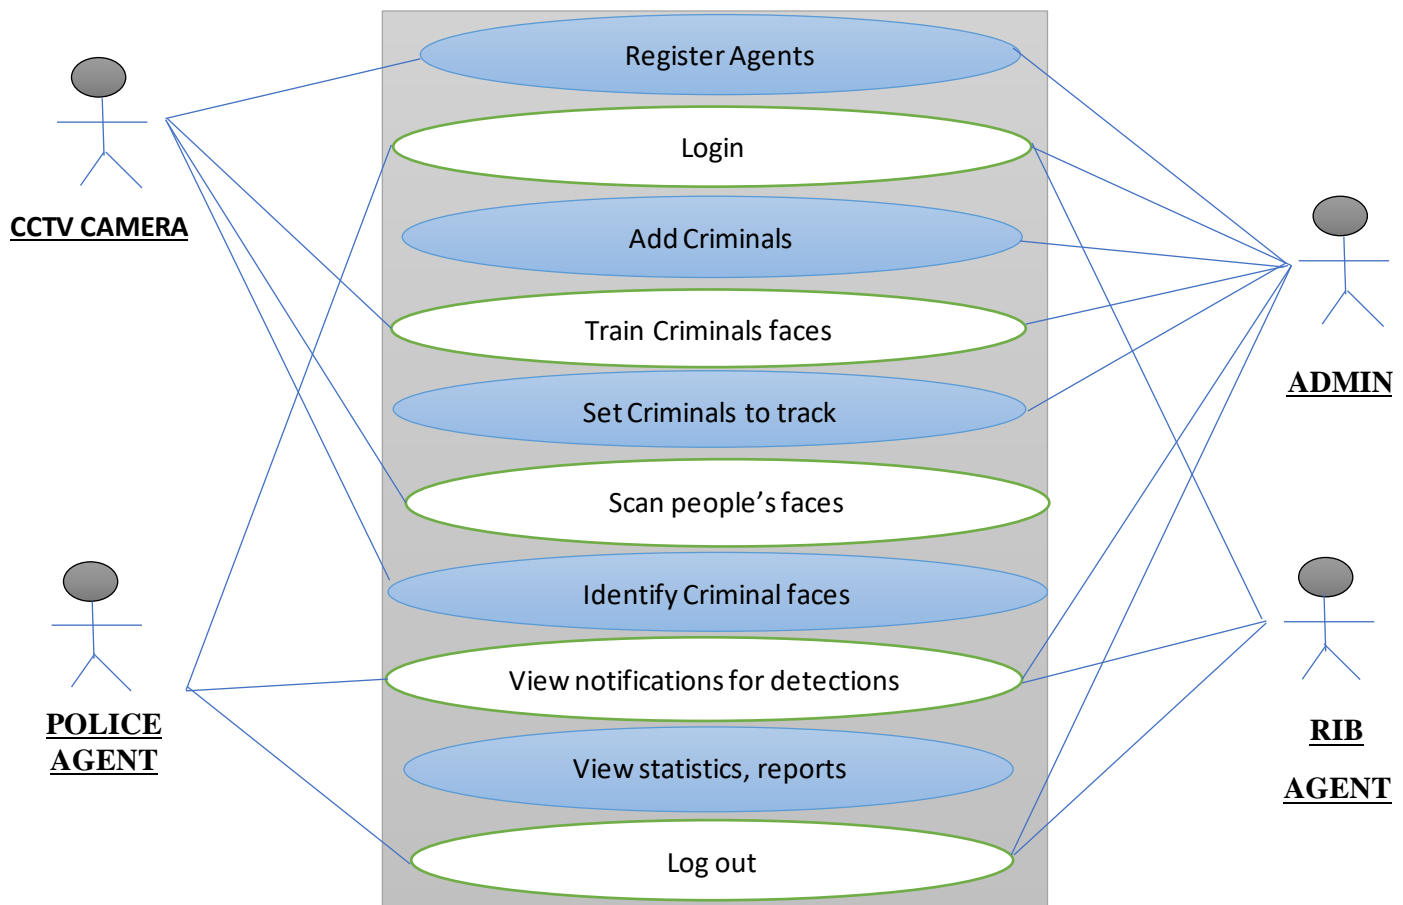 Register Agents
Login
CCTV CAMERA
Add Criminals
Train Criminals faces
ADMIN
Set Criminals to track
Scan people’s faces
Identify Criminal faces
View notifications for detections
POLICE
AGENT
RIB
AGENT
View statistics, reports
Log out